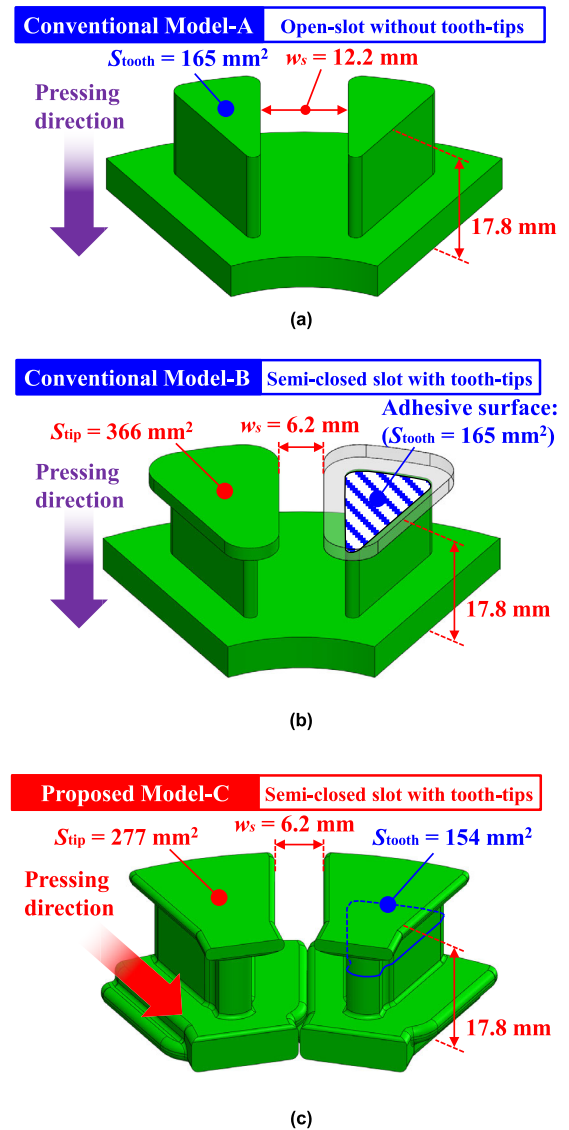 Conventional Model-A
Open-slot without tooth-tips
Stooth = 165 mm²
ws = 12.2 mm
Pressing
direction
17.8 mm
(a)
Conventional Model-B
Semi-closed slot with tooth-tips
Stip = 366 mm²
ws = 6.2 mm
Adhesive surface:
(Stooth = 165 mm²)
Pressing
direction
17.8 mm
(b)
Proposed Model-C
Semi-closed slot with tooth-tips
Stip = 277 mm²
ws = 6.2 mm
Stooth = 154 mm²
Pressing
direction
17.8 mm
(c)